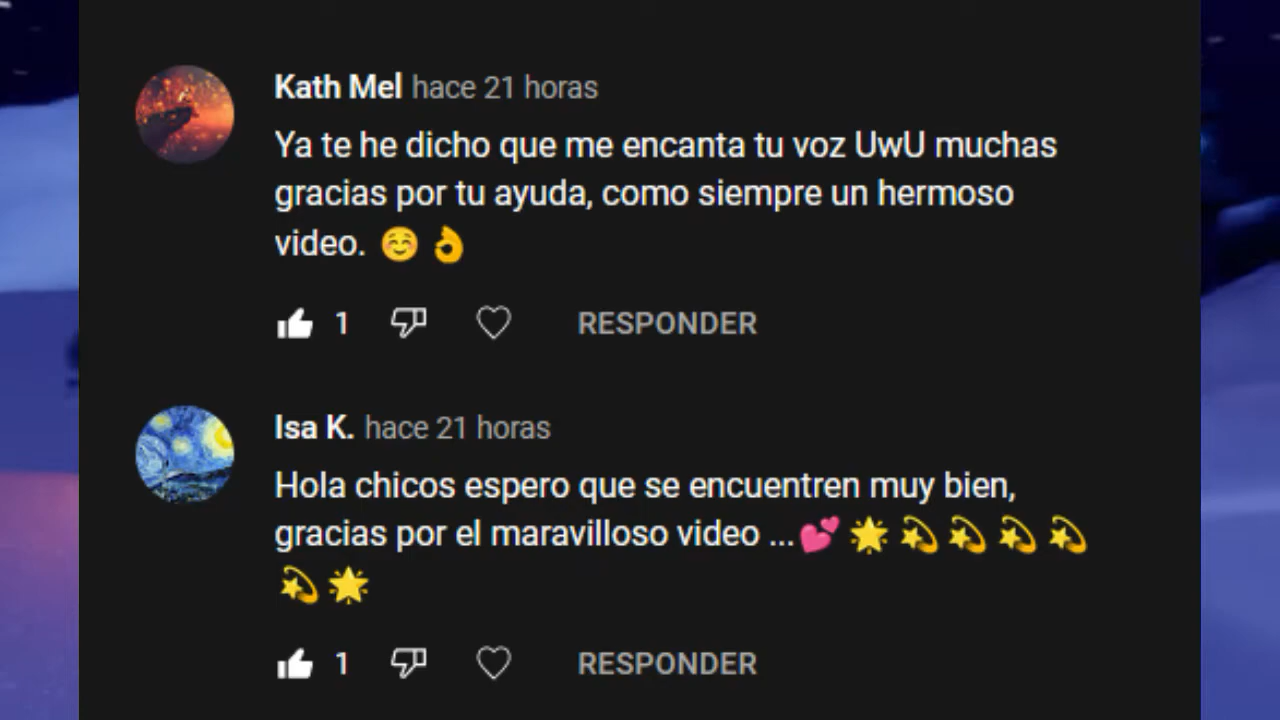 Kath Mel hace 21 horas
Ya te he dicho que me encanta tu voz UwU muchas
gracias por tu ayuda, como siempre un hermoso
video. ☺️ 👌
1 RESPONDER
Isa K. hace 21 horas
Hola chicos espero que se encuentren muy bien,
gracias por el maravilloso video ...💕 🌟 💫 💫 💫 💫
💫 🌟
1 RESPONDER